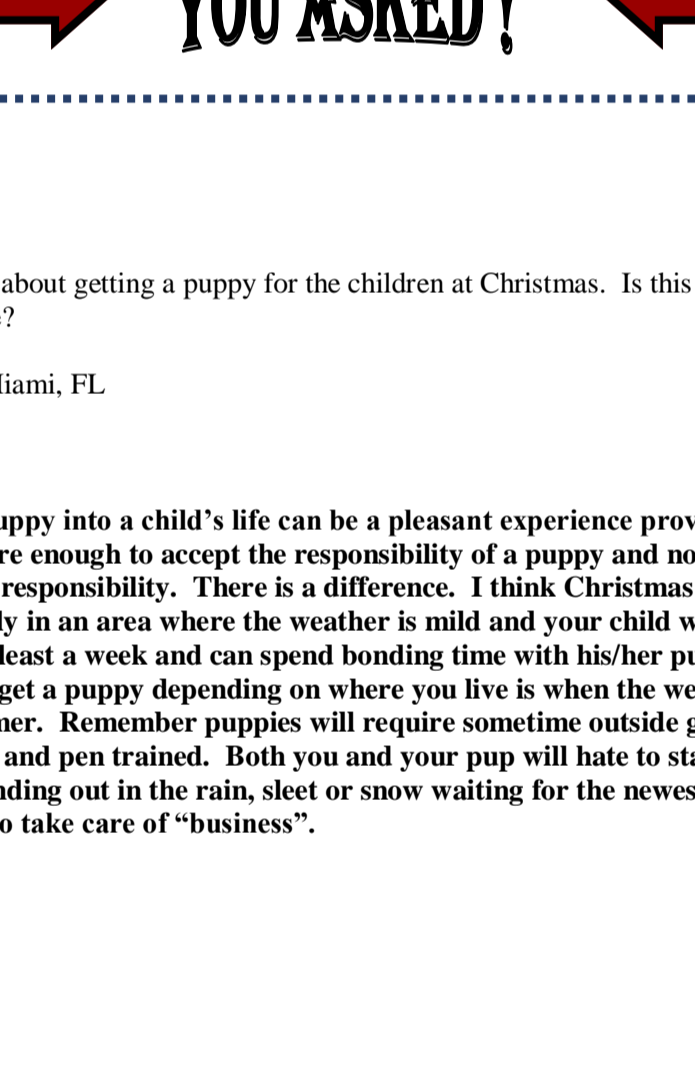 YOU ASKED!
about getting a puppy for the children at Christmas. Is this
?
iami, FL
uppy into a child's life can be a pleasant experience prov
re enough to accept the responsibility of a puppy and no
responsibility. There is a difference. I think Christmas
ly in an area where the weather is mild and your child w
least a week and can spend bonding time with his/her pu
get a puppy depending on where you live is when the we
ner. Remember puppies will require sometime outside g
and pen trained. Both you and your pup will hate to sta
nding out in the rain, sleet or snow waiting for the newes
o take care of “business”.